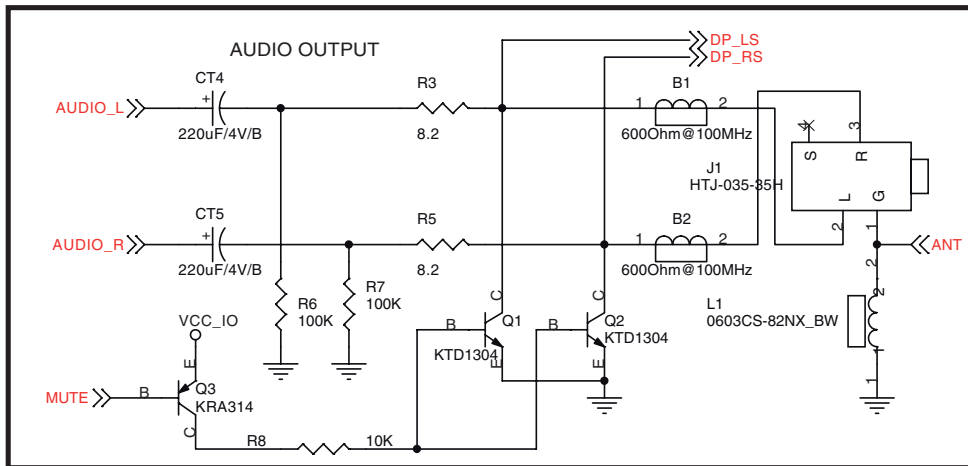 AUDIO OUTPUT
DP_LS
DP_RS
CT4
R3
B1
AUDIO_L
+
1
2
220uF/4V/B
8.2
600Ohm@100MHz
4
3
S
R
J1
HTJ-035-35H
L
G
CT5
R5
B2
AUDIO_R
+
1
2
2
1
ANT
220uF/4V/B
8.2
600Ohm@100MHz
R6
100K
R7
100K
C
C
2
2
L1
0603CS-82NX_BW
VCC_IO
B
Q1
KTD1304
B
Q2
KTD1304
E
E
1
1
E
MUTE
B
Q3
KRA314
C
R8
10K